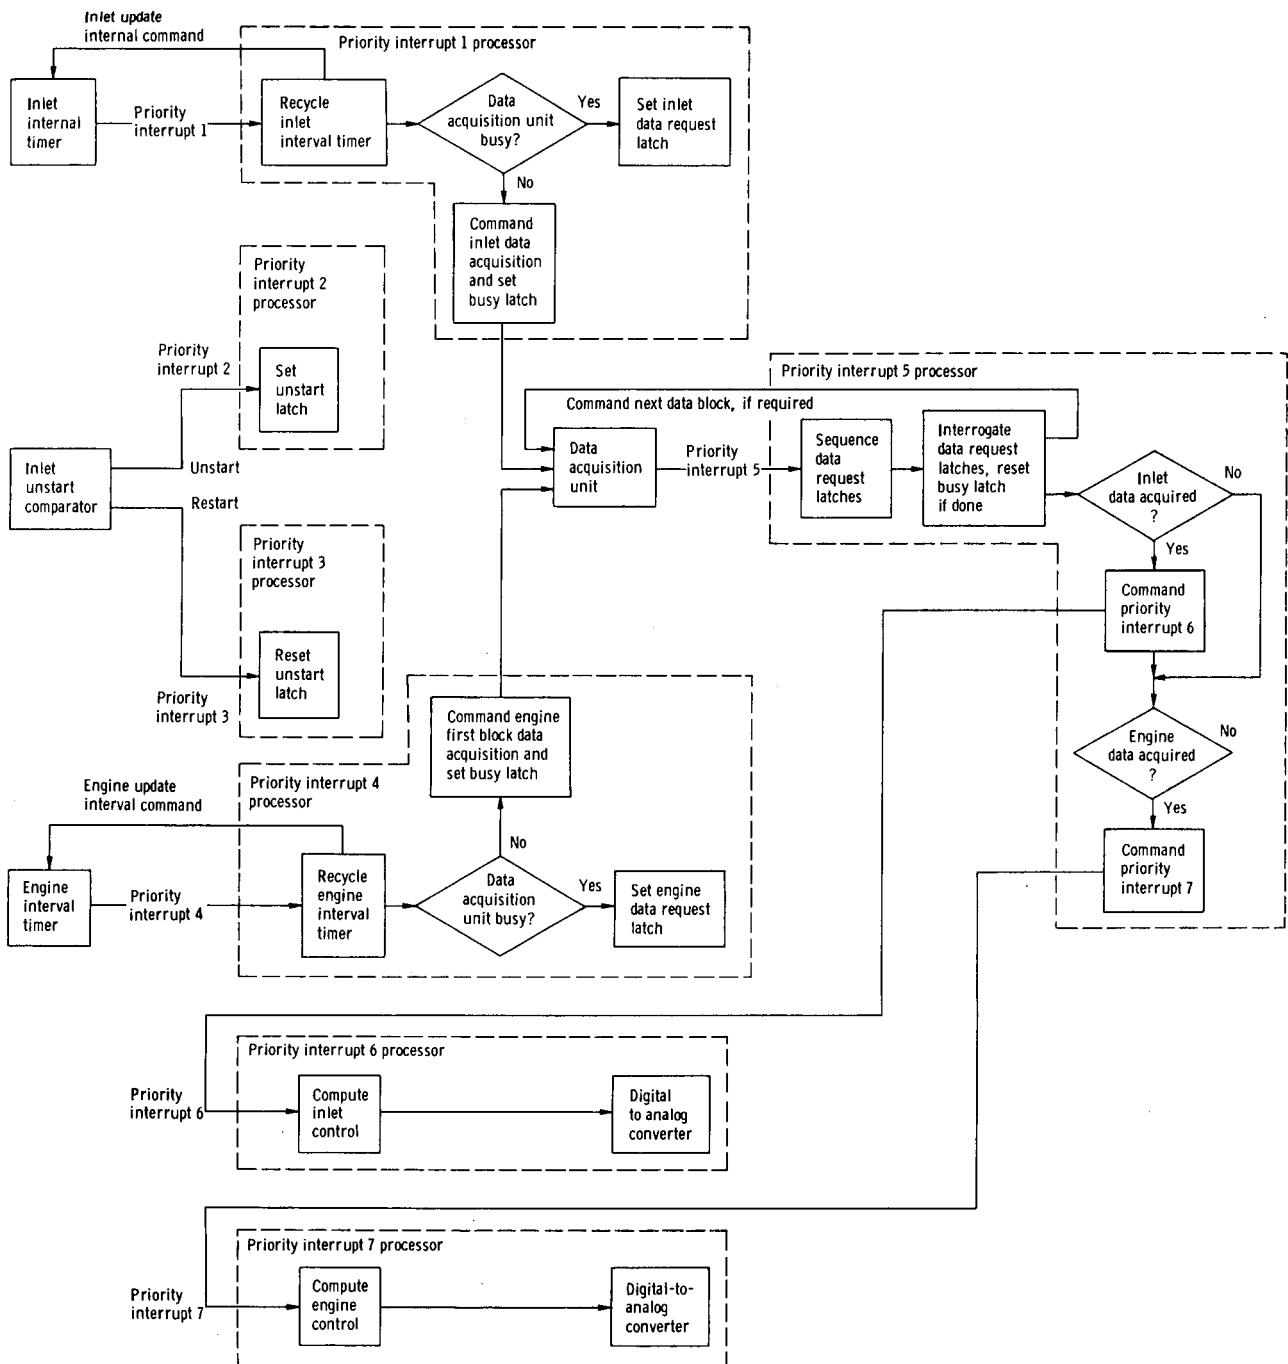 Inlet update
internal command
Priority interrupt 1 processor
Inlet
internal
timer
Priority
interrupt 1
Recycle
inlet
interval timer
Data
acquisition unit
busy?
Yes
Set inlet
data request
latch
No
Command
inlet data
acquisition
and set
busy latch
Priority
interrupt 2
processor
Priority
interrupt 2
Set
unstart
latch
Inlet
unstart
comparator
Unstart
Restart
Priority
interrupt 3
processor
Reset
unstart
latch
Priority
interrupt 3
Priority interrupt 5 processor
Command next data block, if required
Data
acquisition
unit
Priority
interrupt 5
Sequence
data
request
latches
Interrogate
data request
latches, reset
busy latch
if done
Inlet
data acquired
?
No
Yes
Command
priority
interrupt 6
Engine
data acquired
?
No
Yes
Command
priority
interrupt 7
Command engine
first block data
acquisition and
set busy latch
Priority interrupt 4
processor
Engine update
interval command
Engine
interval
timer
Priority
interrupt 4
Recycle
engine
interval
timer
No
Data
acquisition
unit busy?
Yes
Set engine
data request
latch
Priority interrupt 6 processor
Priority
interrupt 6
Compute
inlet
control
Digital
to analog
converter
Priority interrupt 7 processor
Priority
interrupt 7
Compute
engine
control
Digital-to-
analog
converter